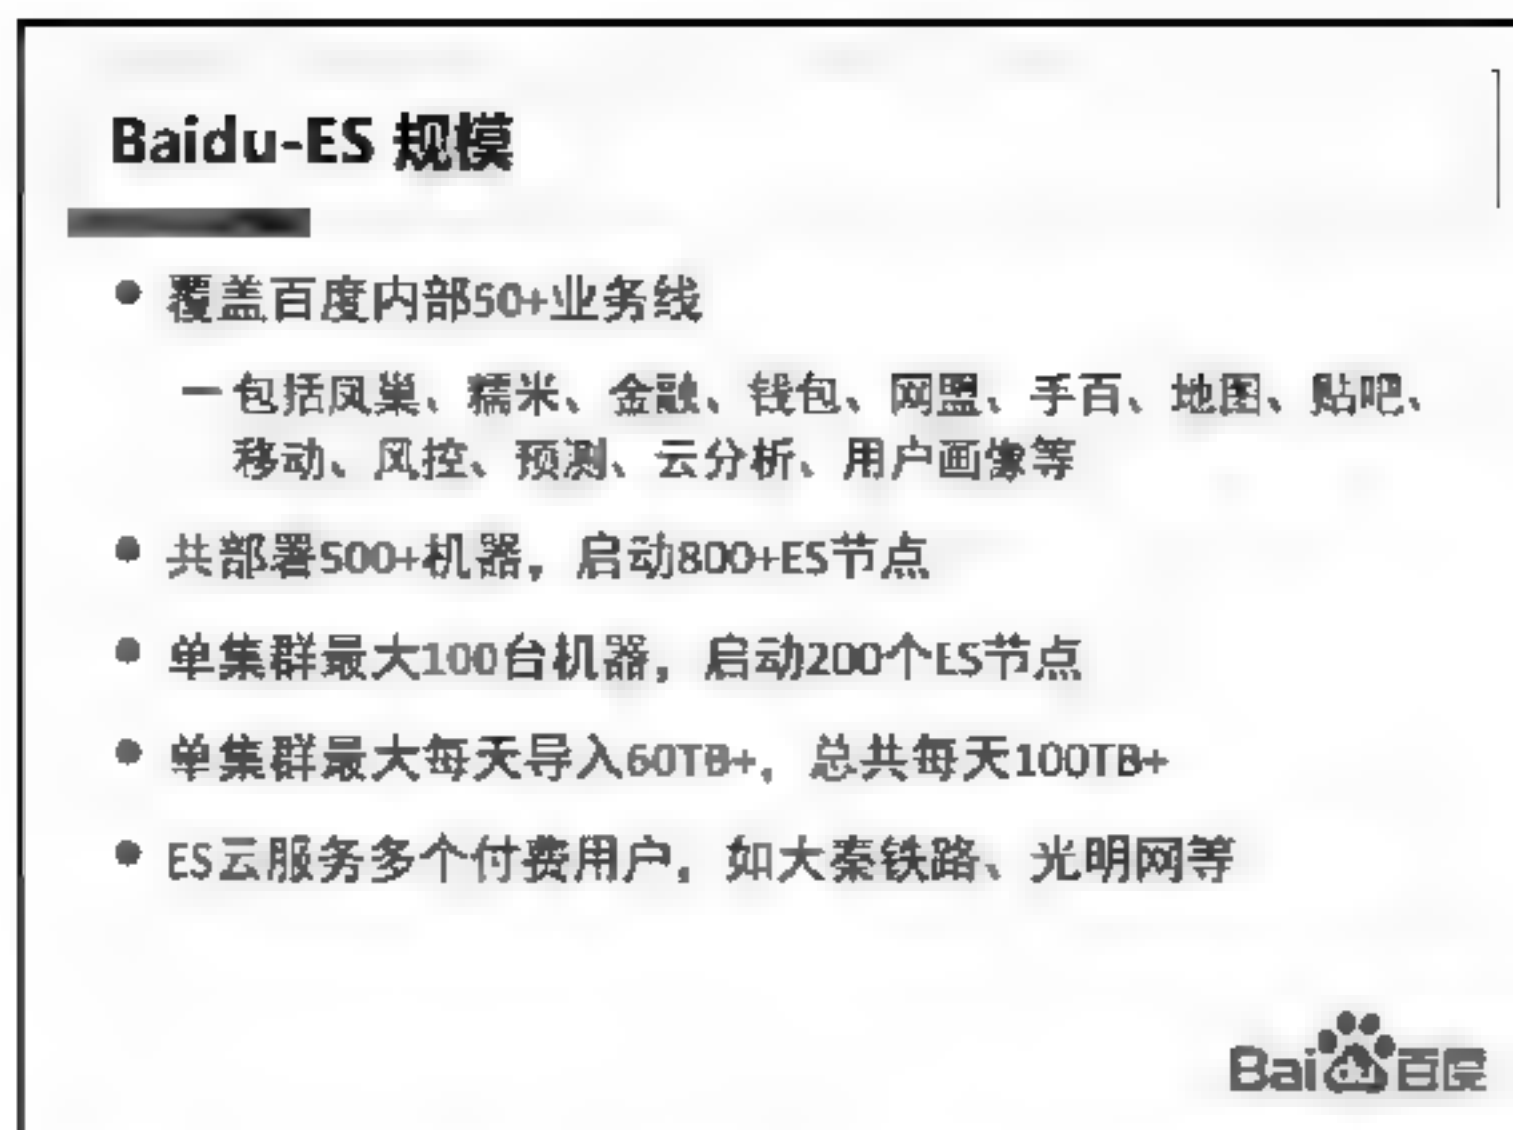 Baidu-ES 规模
● 覆盖百度内部50+业务线
— 包括凤巢、糯米、金融、钱包、网盟、手百、地图、贴吧、
移动、风控、预测、云分析、用户画像等
● 共部署500+机器，启动800+ES节点
● 单集群最大100台机器，启动200个ES节点
● 单集群最大每天导入60TB+，总共每天100TB+
● ES云服务多个付费用户，如大秦铁路、光明网等
Bai du 百度